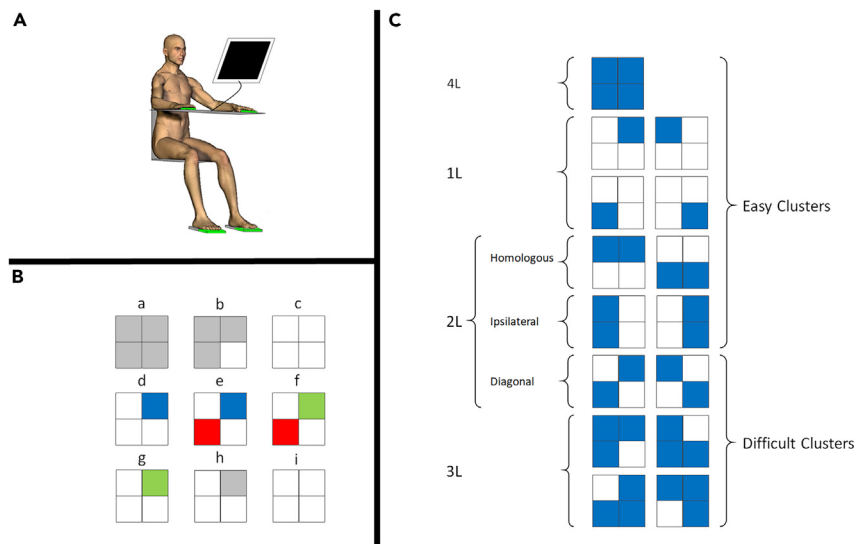 A
B
a b c
d e f
g h i
C
4L
1L
Easy Clusters
Homologous
2L
Ipsilateral
Diagonal
Difficult Clusters
3L